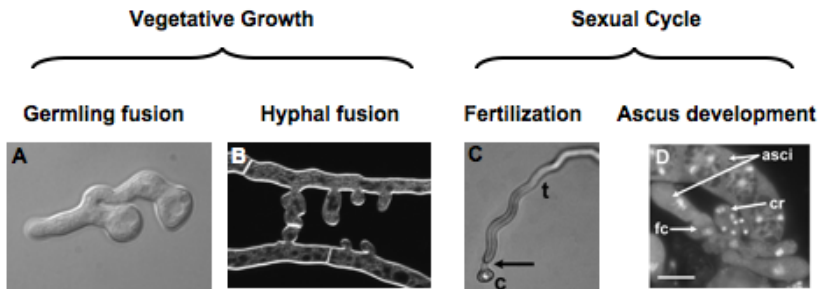 Vegetative Growth Sexual Cycle
Germling fusion Hyphal fusion Fertilization Ascus development
A B C D
asci
t
cr
fc
C